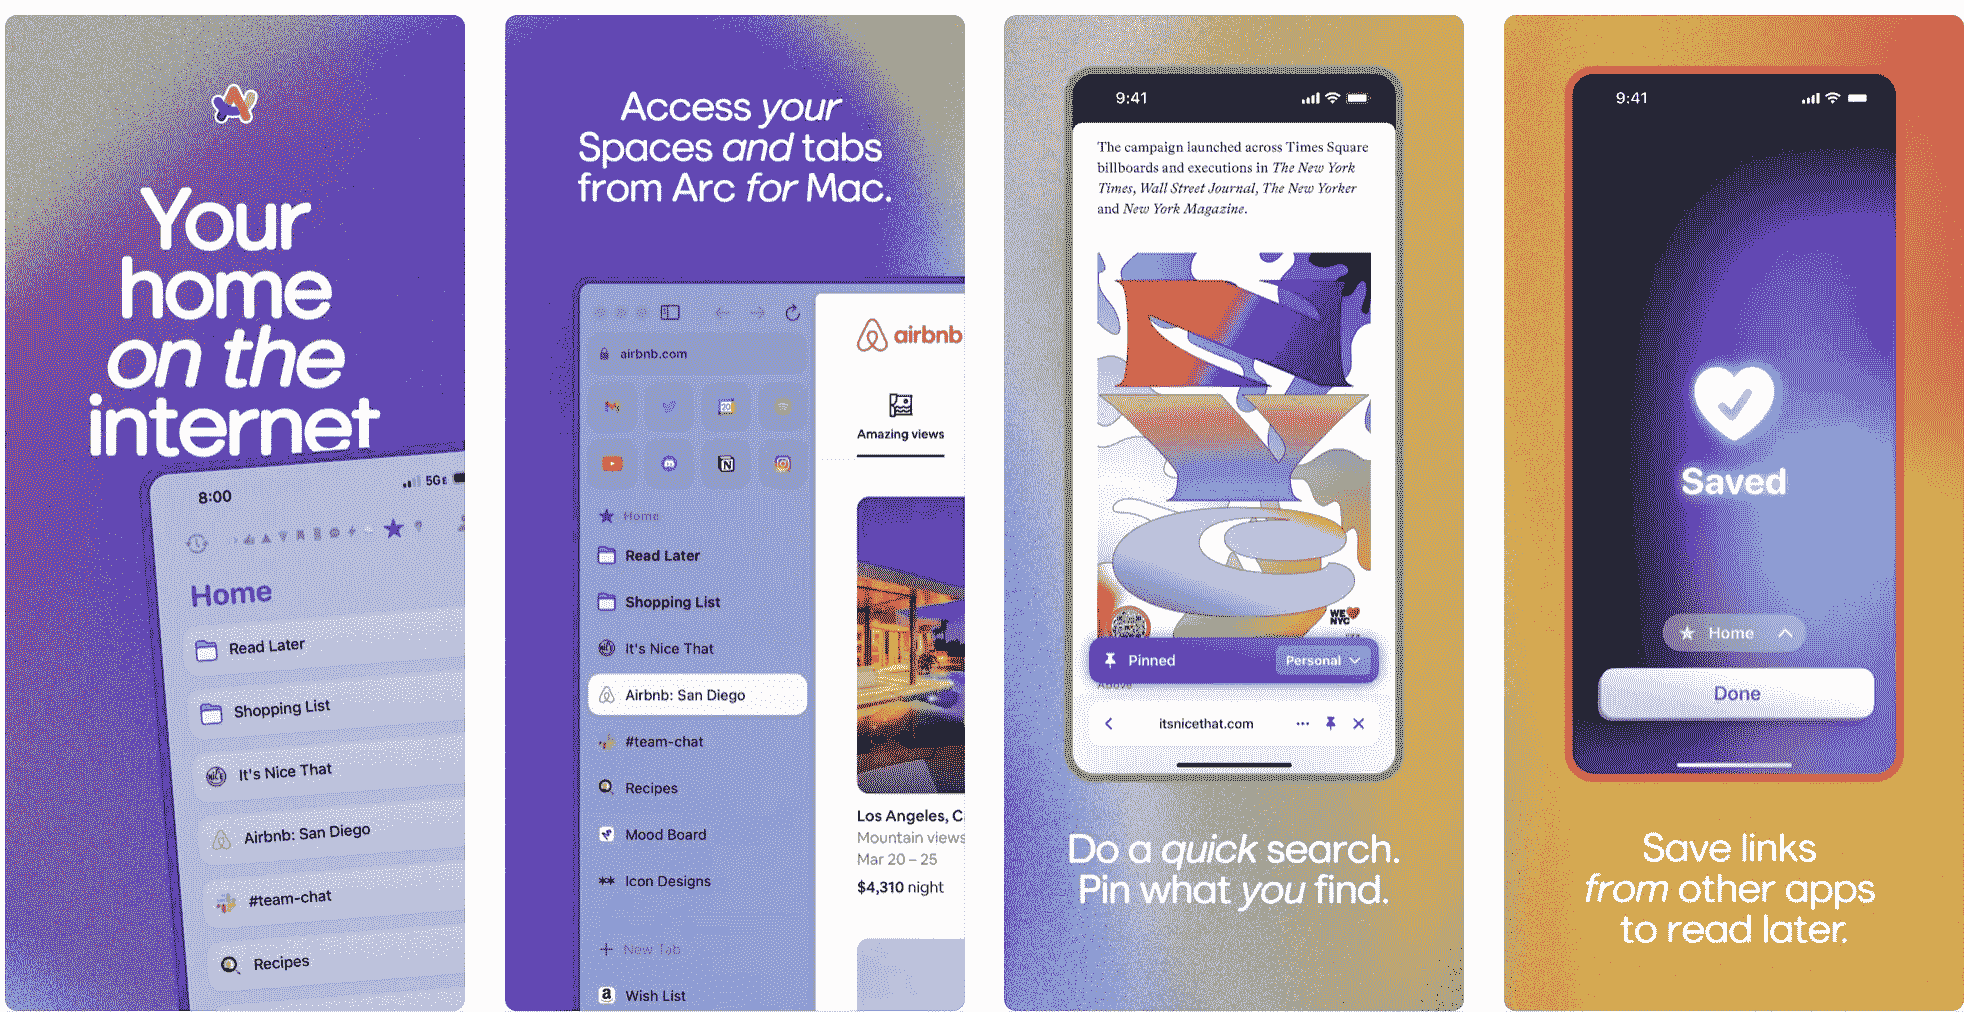 Your
home
on the
internet
8:00
5GE
Home
Read Later
Shopping List
It's Nice That
Airbnb: San Diego
#team-chat
Recipes
Access your
Spaces and tabs
from Arc for Mac.
airbnb.com
20
Home
Read Later
Shopping List
It's Nice That
Airbnb: San Diego
#team-chat
Recipes
Mood Board
Icon Designs
New Tab
Wish List
airbnb
Amazing views
Los Angeles, C
Mountain views
Mar 20 – 25
$4,310 night
9:41
The campaign launched across Times Square
billboards and executions in The New York
Times, Wall Street Journal, The New Yorker
and New York Magazine.
WE
NYC
Pinned
Personal
Above
itsnicethat.com
Do a quick search.
Pin what you find.
9:41
Saved
Home
Done
Save links
from other apps
to read later.